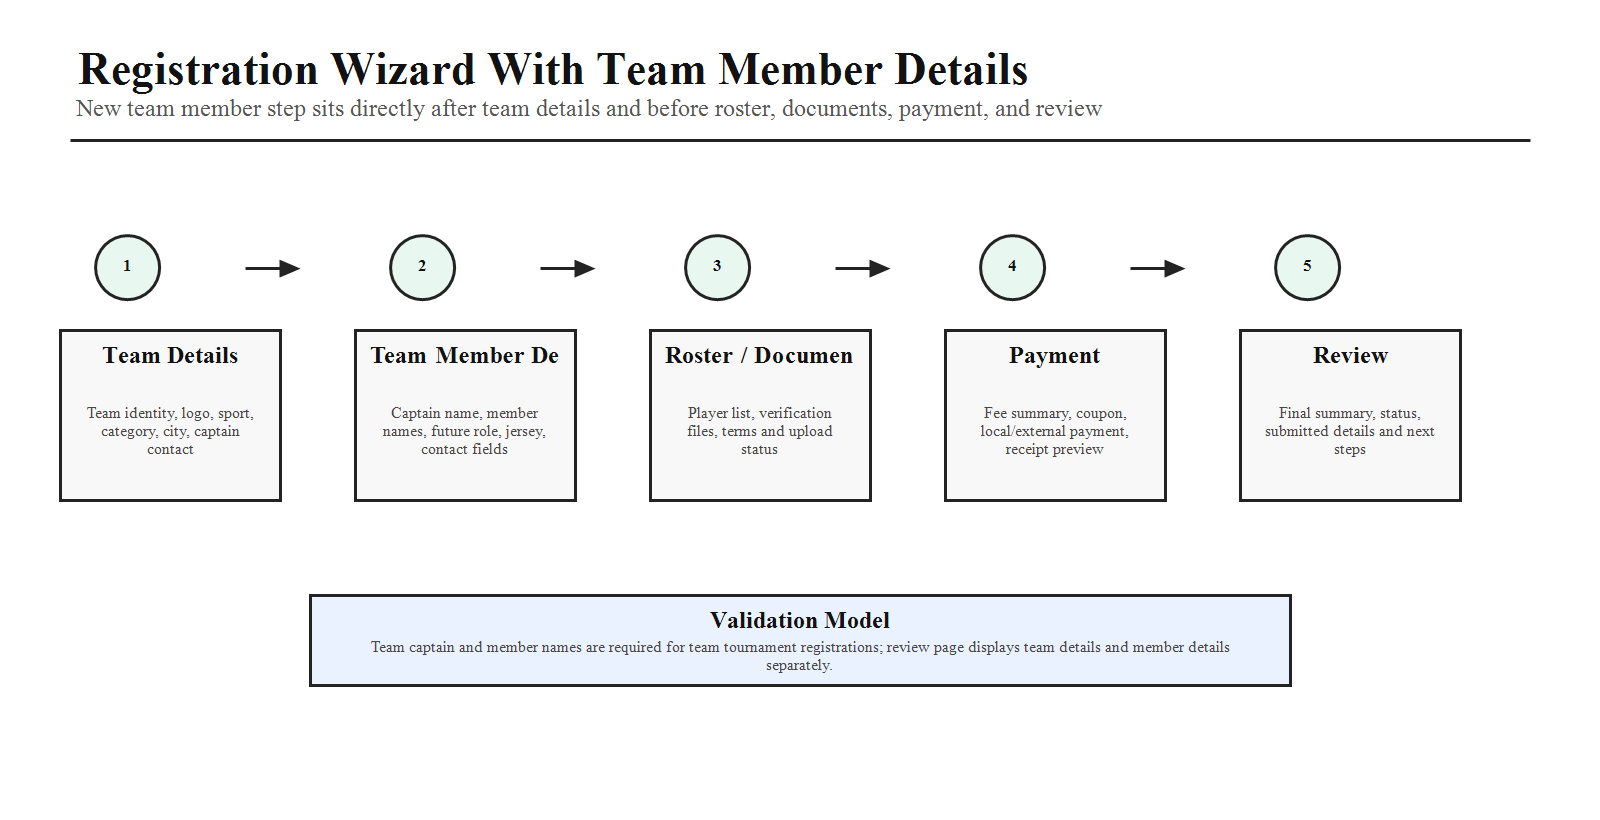 Registration Wizard With Team Member Details
New team member step sits directly after team details and before roster, documents, payment, and review
1
2
3
4
5
Team Details
Team identity, logo, sport,
category, city, captain
contact
Team Member De
Captain name, member
names, future role, jersey,
contact fields
Roster / Documen
Player list, verification
files, terms and upload
status
Payment
Fee summary, coupon,
local/external payment,
receipt preview
Review
Final summary, status,
submitted details and next
steps
Validation Model
Team captain and member names are required for team tournament registrations; review page displays team details and member details
separately.